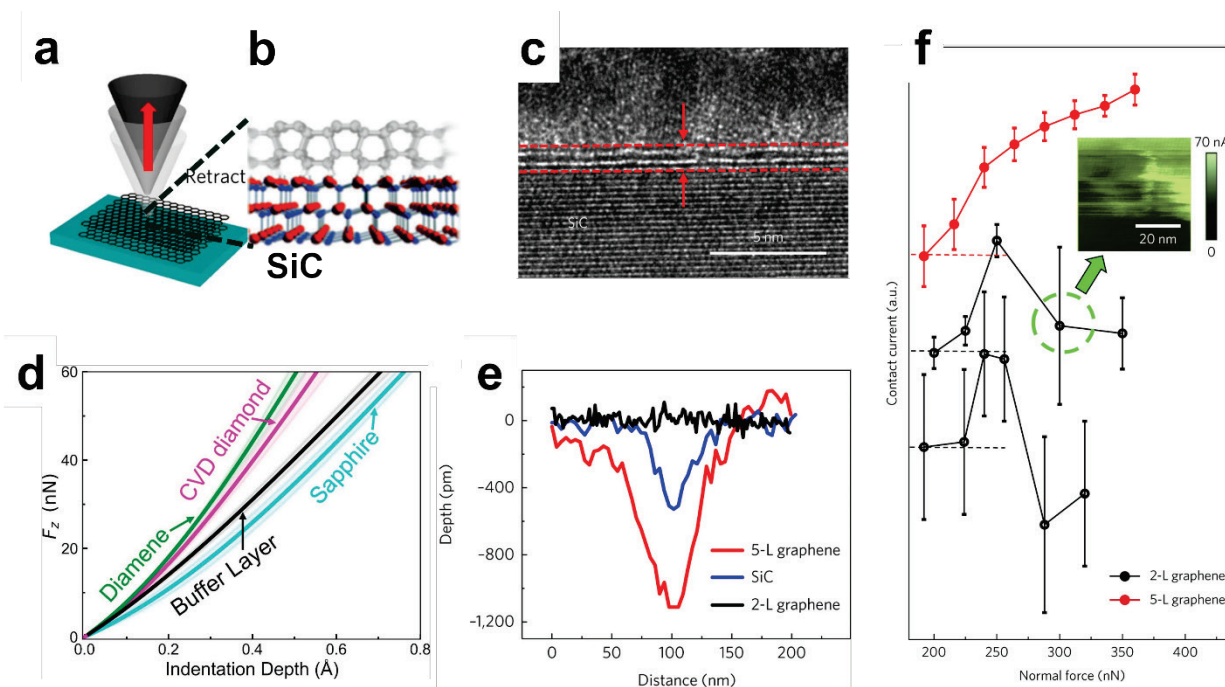 a
Retract
b
SiC
c
SiC
5 nm
d
60
40
20
0
F_z (nN)
Diamene
CVD diamond
Buffer Layer
Sapphire
0.0
0.2
0.4
0.6
0.8
Indentation Depth (Å)
e
0
-400
-800
-1,200
Depth (pm)
5-L graphene
SiC
2-L graphene
0
50
100
150
200
Distance (nm)
f
Contact current (a.u.)
70 nA
20 nm
0
2-L graphene
5-L graphene
200
250
300
350
400
Normal force (nN)